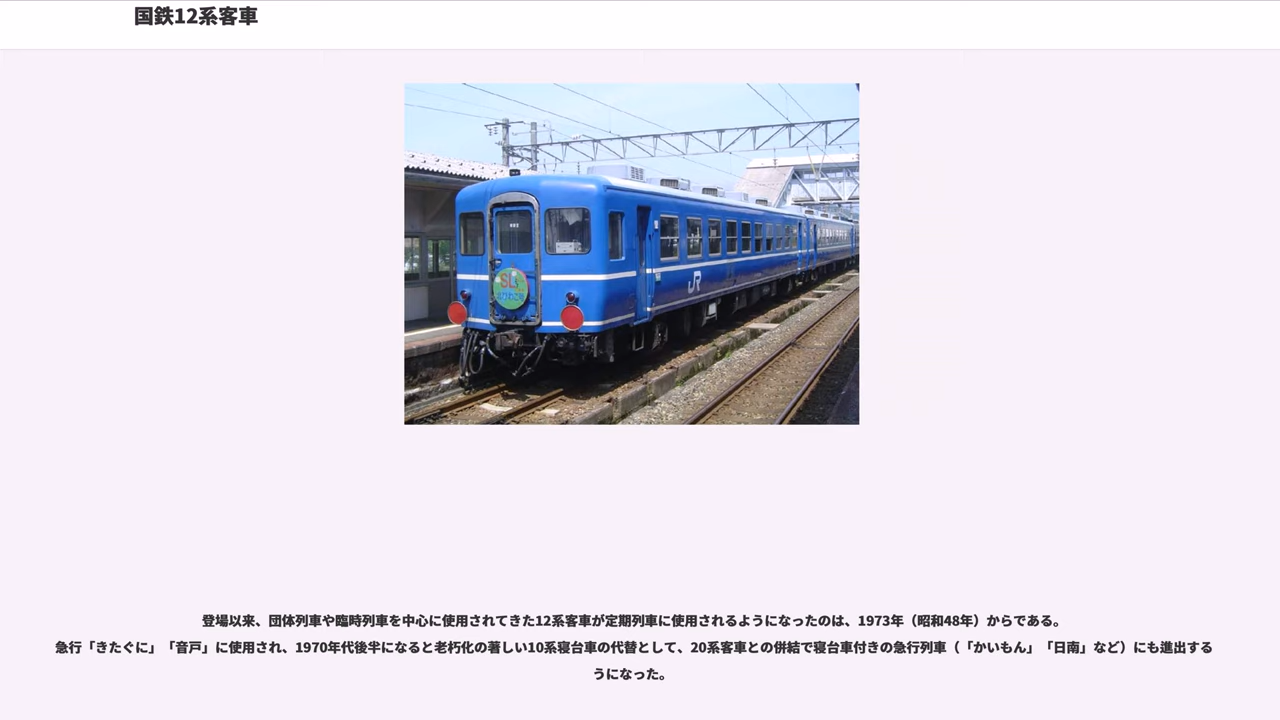 国鉄12系客車
JR
SL
登場以来、団体列車や臨時列車を中心に使用されてきた12系客車が定期列車に使用されるようになったのは、1973年（昭和48年）からである。
急行「きたぐに」「音戸」に使用され、1970年代後半になると老朽化の著しい10系寝台車の代替として、20系客車との併結で寝台車付きの急行列車（「かいもん」「日南」など）にも進出する
うになった。